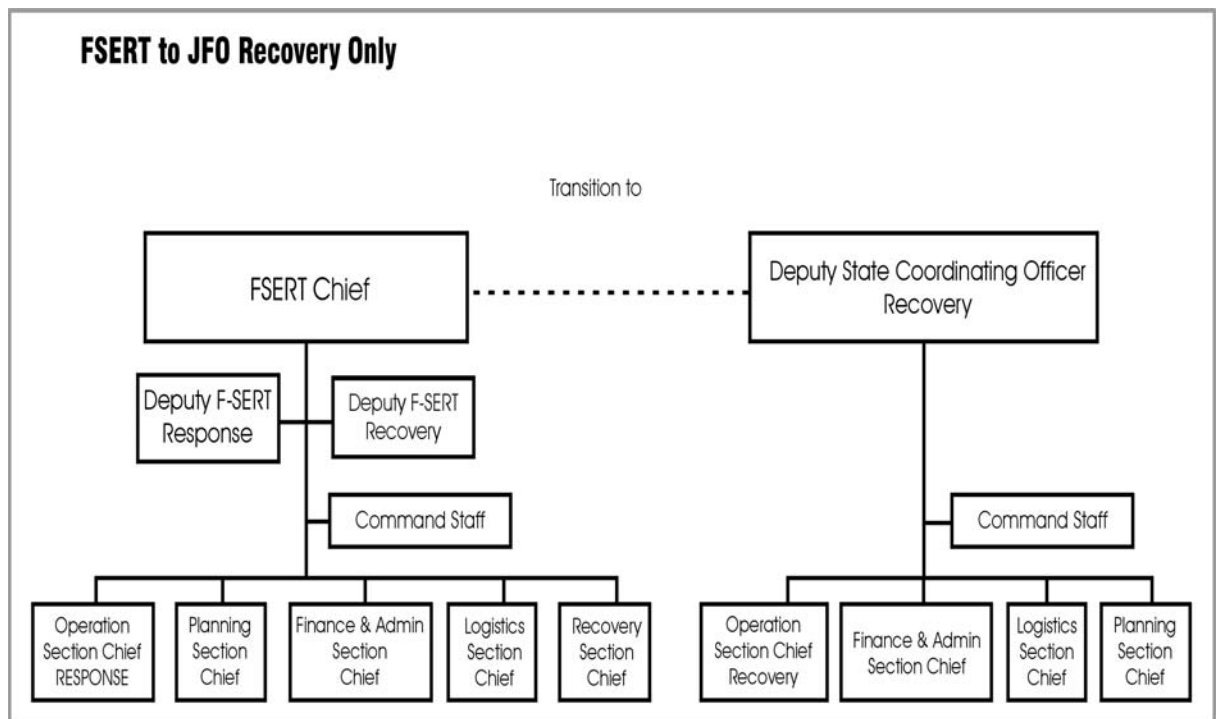 FSERT to JFO Recovery Only
Transition to
FSERT Chief
Deputy State Coordinating Officer
Recovery
Deputy F-SERT
Response
Deputy F-SERT
Recovery
Command Staff
Command Staff
Operation
Section Chief
RESPONSE
Planning
Section
Chief
Finance & Admin
Section
Chief
Logistics
Section
Chief
Recovery
Section
Chief
Operation
Section Chief
Recovery
Finance & Admin
Section Chief
Logistics
Section
Chief
Planning
Section
Chief